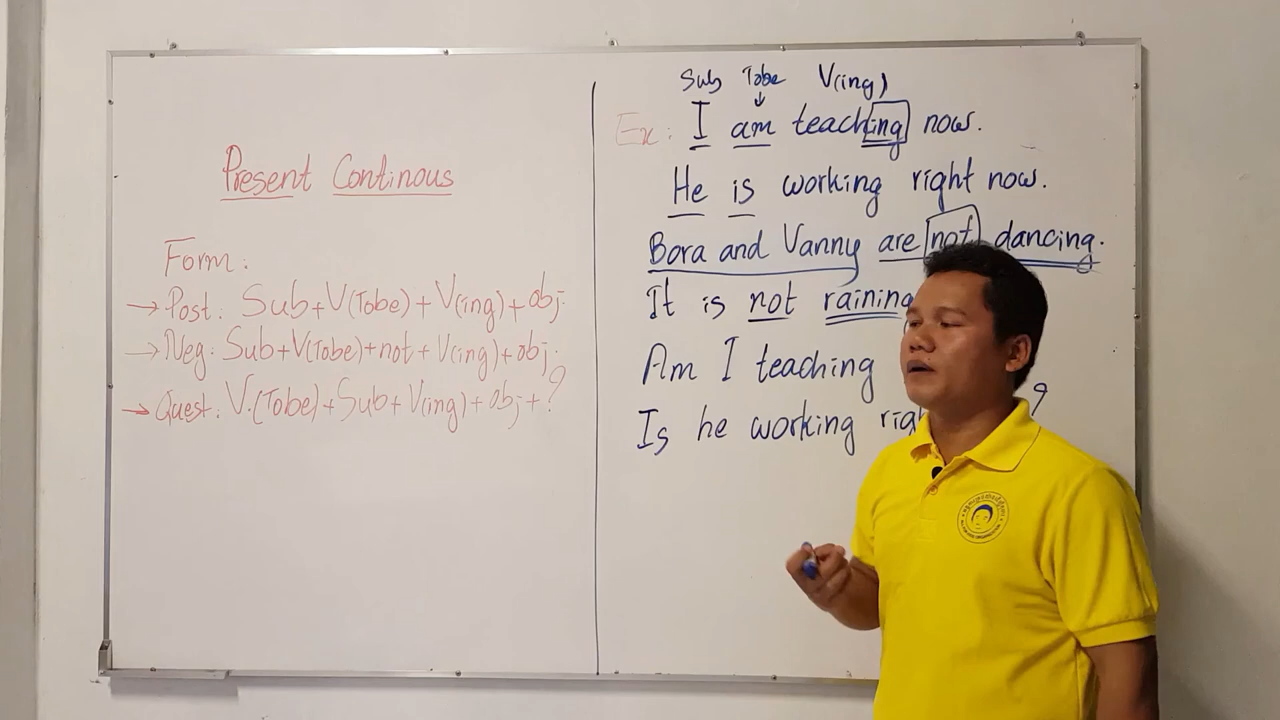 Present Continous
Form:
→ Post: Sub+V(Tobe)+V(ing)+obj.
→ Neg: Sub+V(Tobe)+not+V(ing)+obj.
→ Quest: V.(Tobe)+Sub+V(ing)+obj+?
Sub Tobe V(ing)
Ex: I am teaching now.
He is working right now.
Bora and Vanny are not dancing.
It is not raining
Am I teaching
Is he working ?